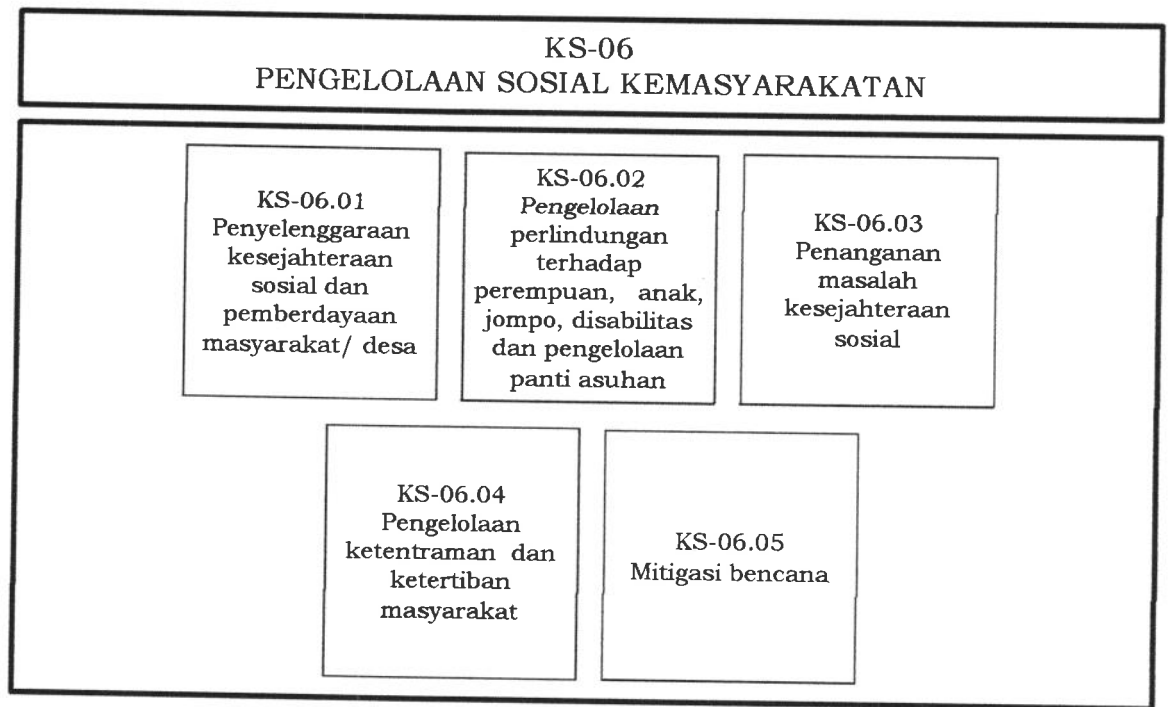 KS-06
PENGELOLAAN SOSIAL KEMASYARAKATAN
KS-06.01
Penyelenggaraan
kesejahteraan
sosial dan
pemberdayaan
masyarakat/ desa
KS-06.02
Pengelolaan
perlindungan
terhadap
perempuan, anak,
jompo, disabilitas
dan pengelolaan
panti asuhan
KS-06.03
Penanganan
masalah
kesejahteraan
sosial
KS-06.04
Pengelolaan
ketentraman dan
ketertiban
masyarakat
KS-06.05
Mitigasi bencana